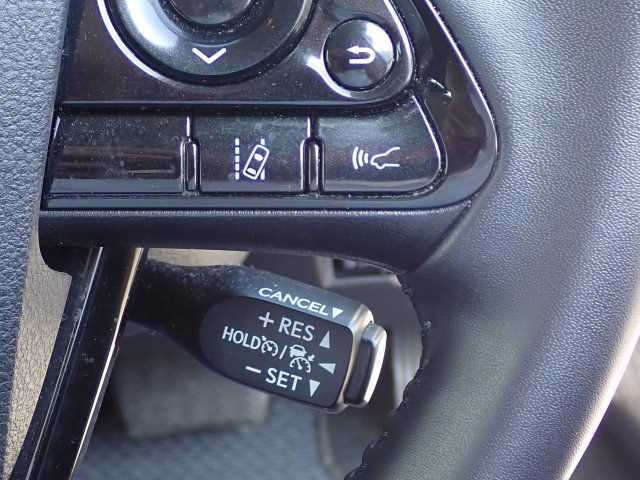 CANCEL
+ RES
HOLD /
- SET